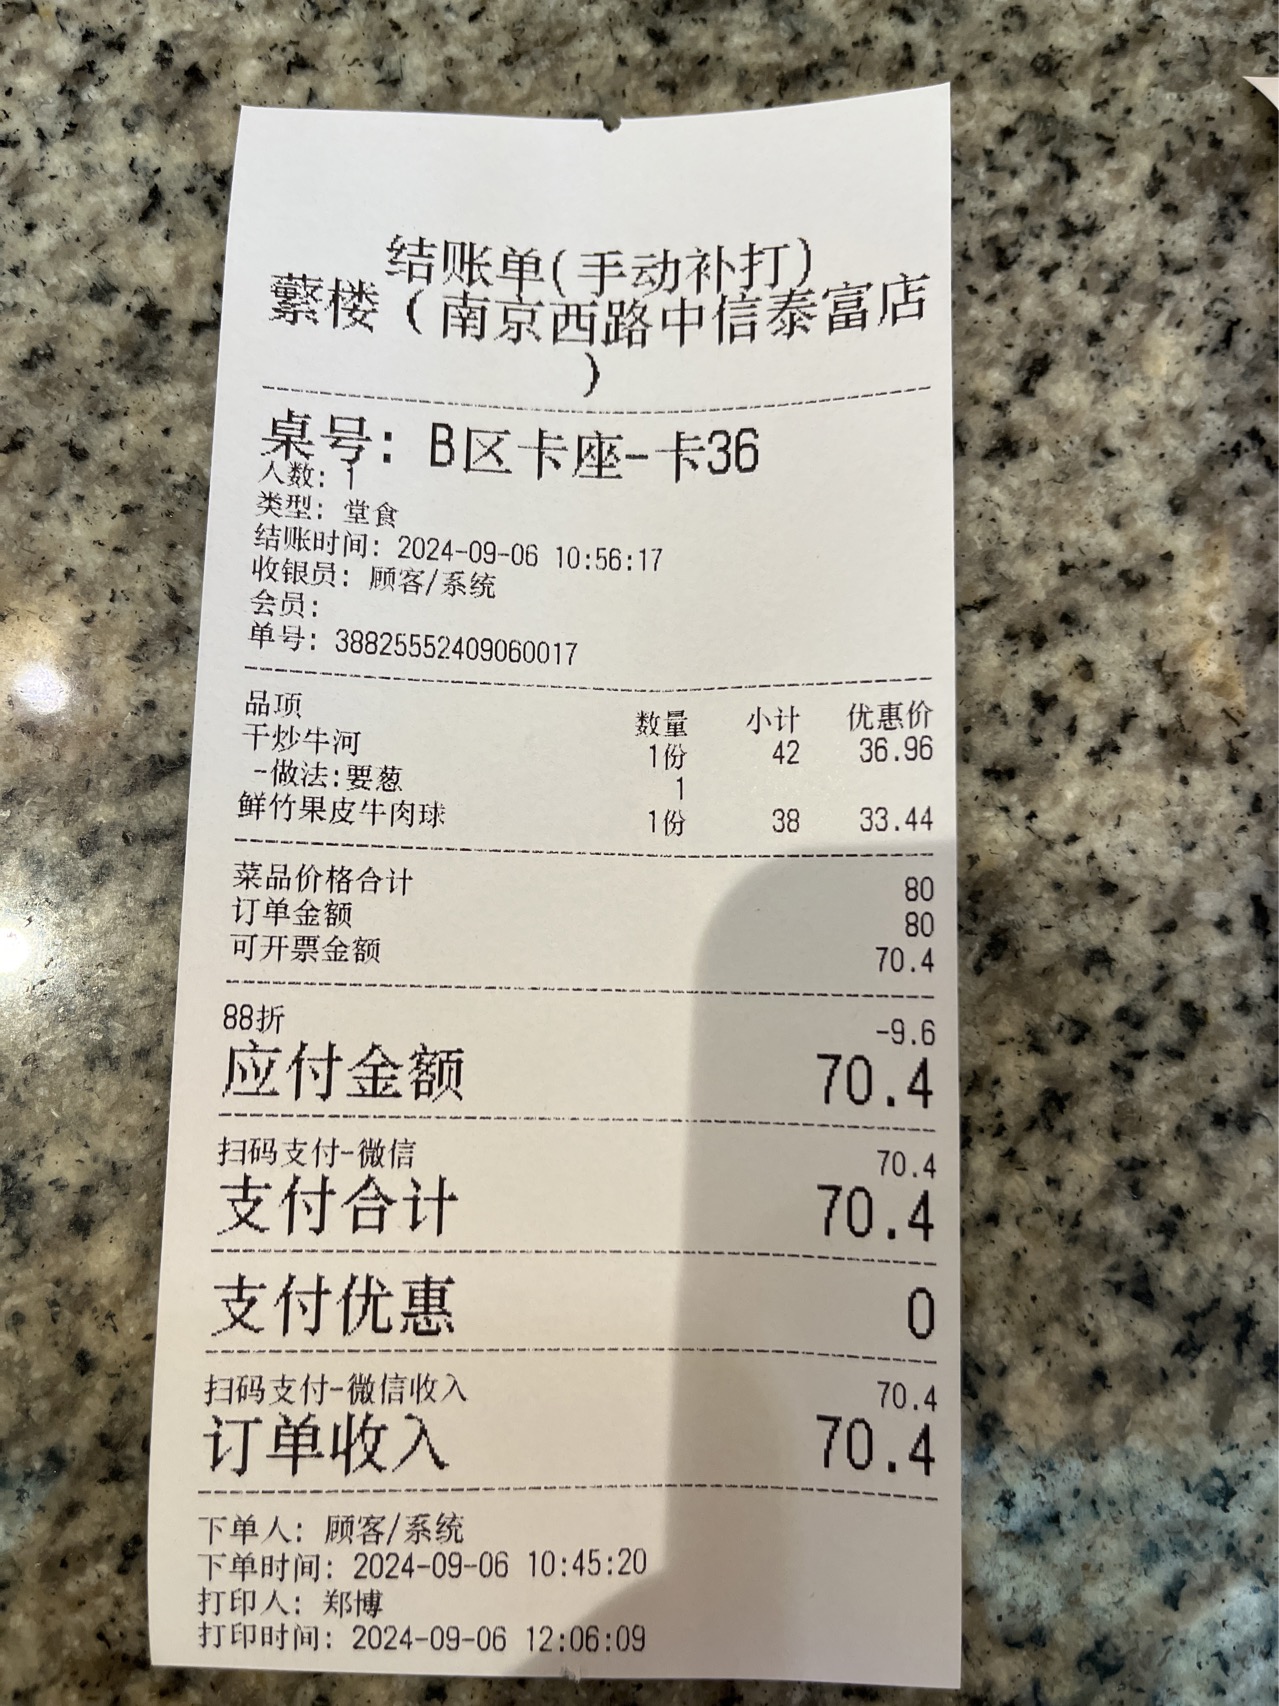 结账单(手动补打)
蘩楼（南京西路中信泰富店
）
桌号: B区卡座-卡36
人数: 1
类型: 堂食
结账时间: 2024-09-06 10:56:17
收银员: 顾客/系统
会员:
单号: 38825552409060017
品项 数量 小计 优惠价
干炒牛河 1份 42 36.96
-做法:要葱 1
鲜竹果皮牛肉球 1份 38 33.44
菜品价格合计 80
订单金额 80
可开票金额 70.4
88折 -9.6
应付金额 70.4
扫码支付-微信 70.4
支付合计 70.4
支付优惠 0
扫码支付-微信收入 70.4
订单收入 70.4
下单人: 顾客/系统
下单时间: 2024-09-06 10:45:20
打印人: 郑博
打印时间: 2024-09-06 12:06:09